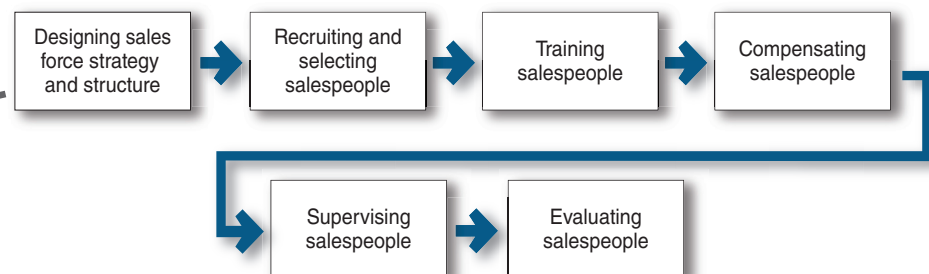 Designing sales
force strategy
and structure
Recruiting and
selecting
salespeople
Training
salespeople
Compensating
salespeople
Supervising
salespeople
Evaluating
salespeople